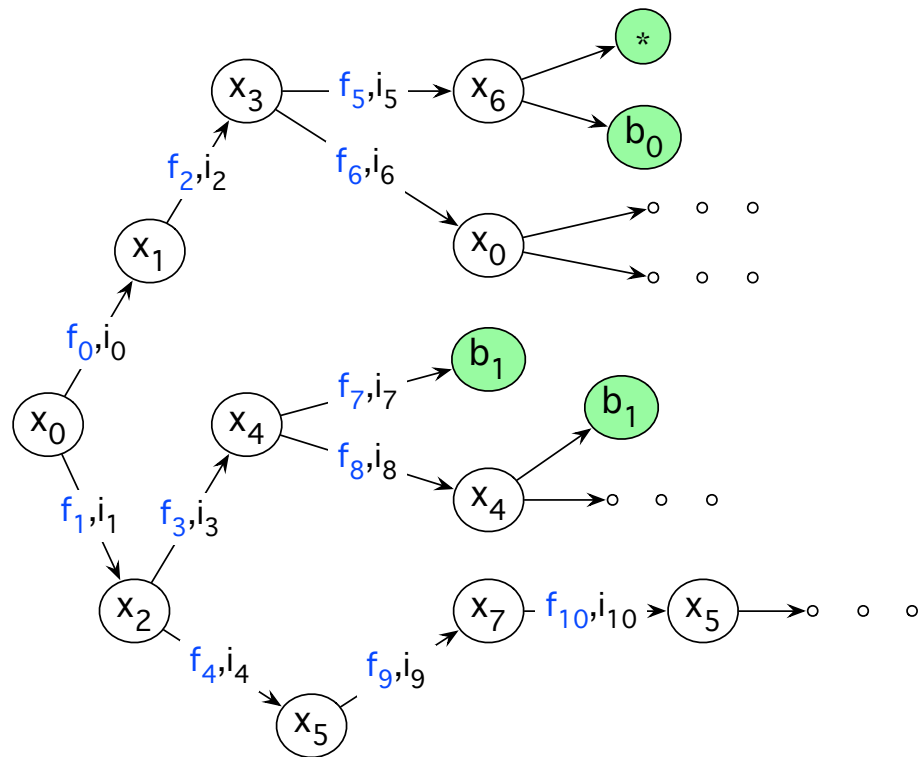 *
x₃
f₅,i₅
x₆
b₀
f₂,i₂
f₆,i₆
x₁
x₀
f₀,i₀
b₁
f₇,i₇
b₁
x₀
x₄
f₈,i₈
x₄
f₁,i₁
f₃,i₃
x₂
x₇
f₁₀,i₁₀
x₅
f₄,i₄
f₉,i₉
x₅